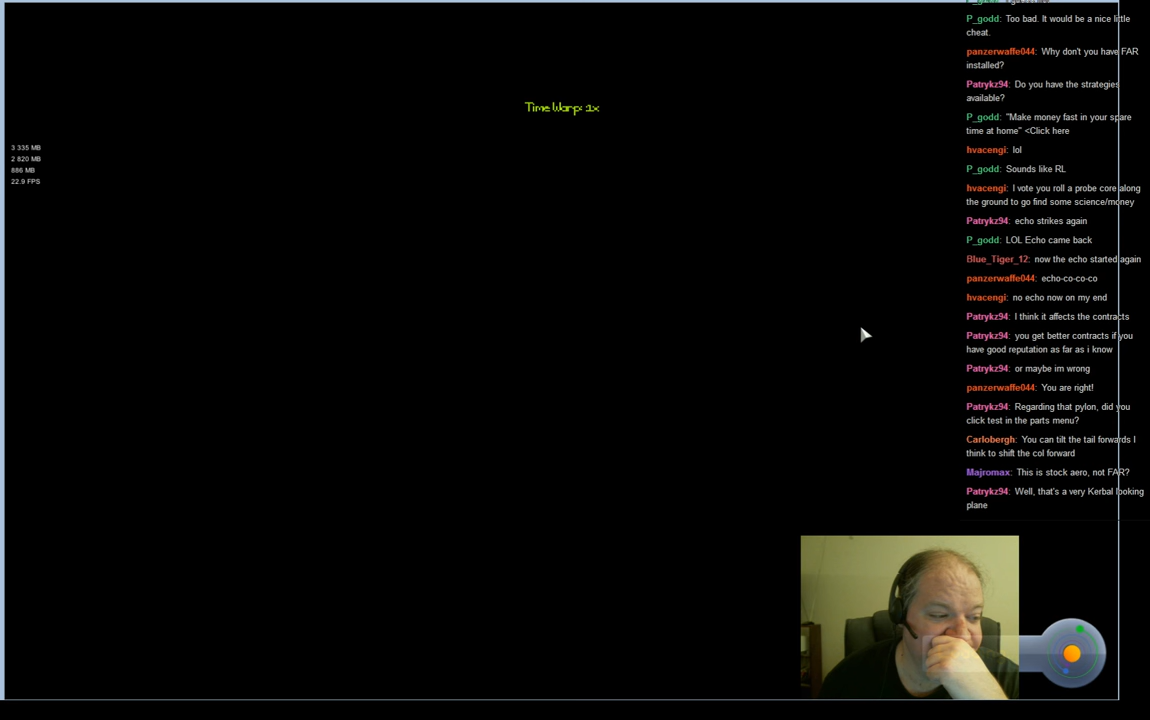 P_godd: Too bad. It would be a nice little
cheat.
panzerwaffe044: Why don't you have FAR
installed?
Time Warp: 1x
Patrykz94: Do you have the strategies
available?
P_godd: "Make money fast in your spare
time at home" <Click here
3 335 MB
hvacengi: lol
2 820 MB
886 MB
P_godd: Sounds like RL
22.9 FPS
hvacengi: I vote you roll a probe core along
the ground to go find some science/money
Patrykz94: echo strikes again
P_godd: LOL Echo came back
Blue_Tiger_12: now the echo started again
panzerwaffe044: echo-co-co-co
hvacengi: no echo now on my end
Patrykz94: I think it affects the contracts
Patrykz94: you get better contracts if you
have good reputation as far as i know
Patrykz94: or maybe im wrong
panzerwaffe044: You are right!
Patrykz94: Regarding that pylon, did you
click test in the parts menu?
Carlobergh: You can tilt the tail forwards I
think to shift the col forward
Majromax: This is stock aero, not FAR?
Patrykz94: Well, that's a very Kerbal looking
plane